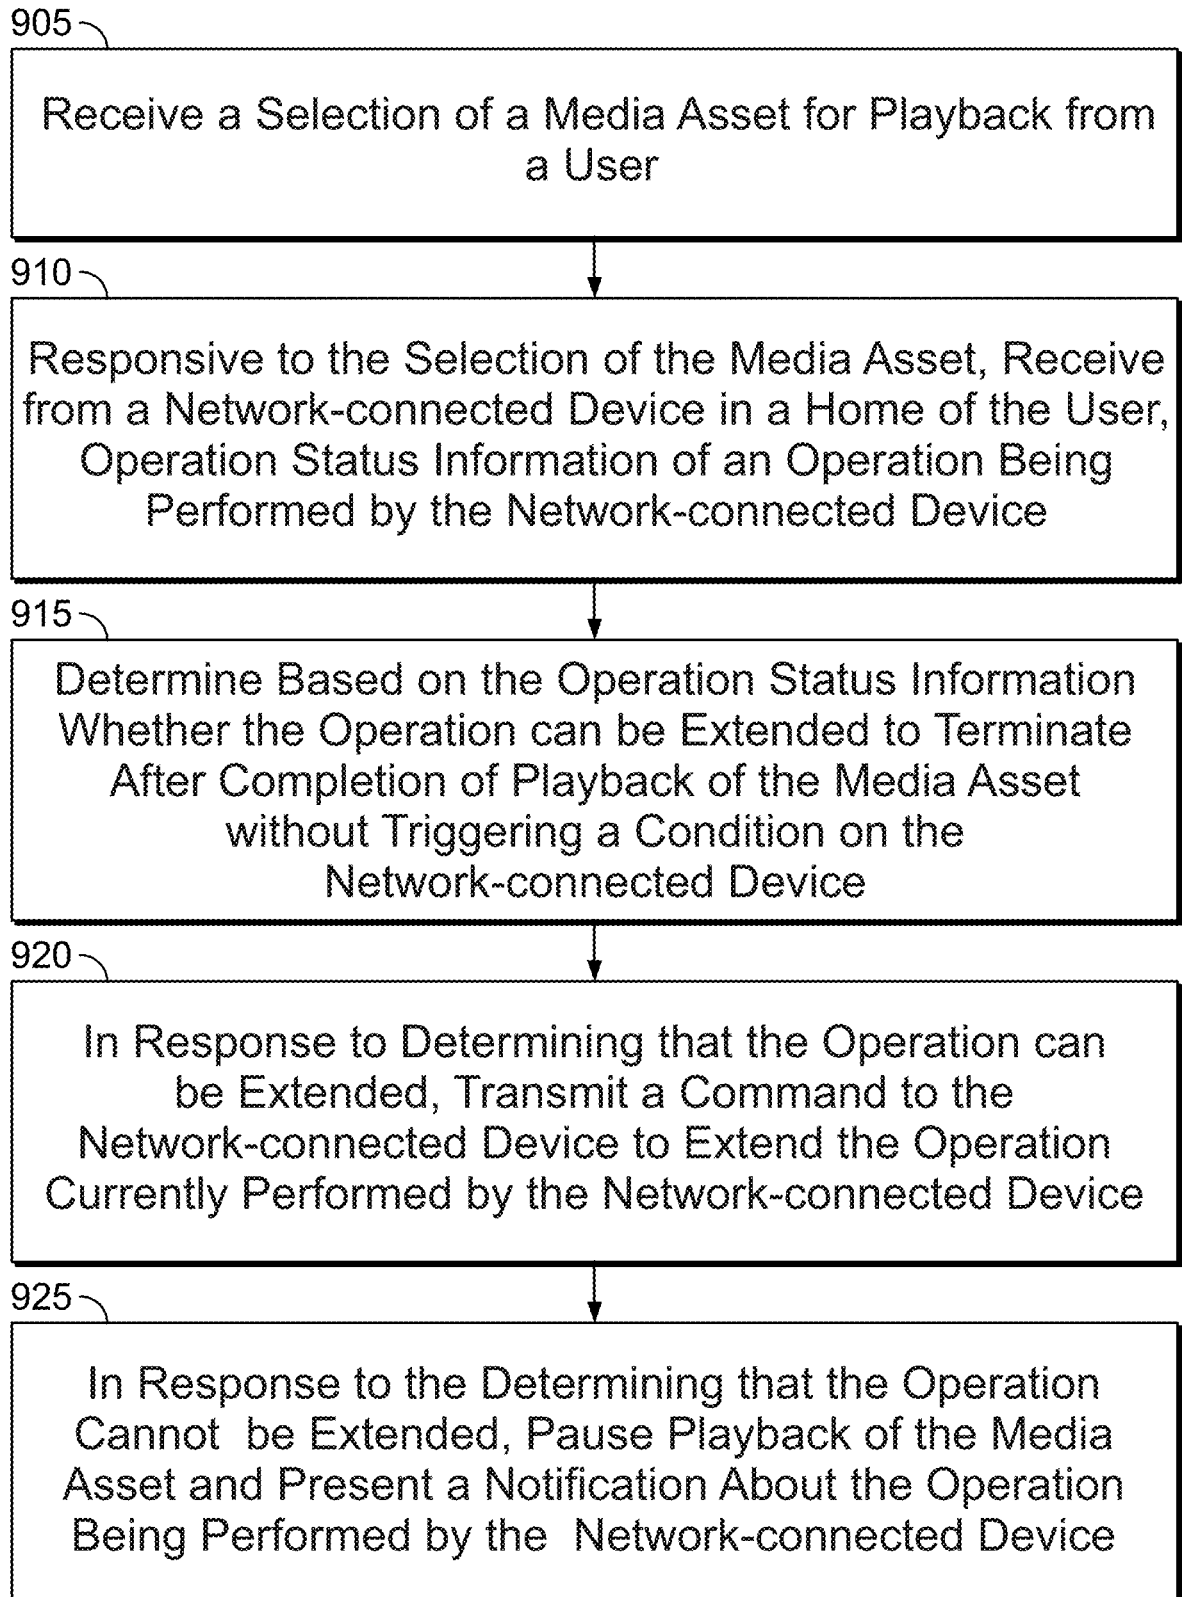 905
Receive a Selection of a Media Asset for Playback from
a User
910
Responsive to the Selection of the Media Asset, Receive
from a Network-connected Device in a Home of the User,
Operation Status Information of an Operation Being
Performed by the Network-connected Device
915
Determine Based on the Operation Status Information
Whether the Operation can be Extended to Terminate
After Completion of Playback of the Media Asset
without Triggering a Condition on the
Network-connected Device
920
In Response to Determining that the Operation can
be Extended, Transmit a Command to the
Network-connected Device to Extend the Operation
Currently Performed by the Network-connected Device
925
In Response to the Determining that the Operation
Cannot be Extended, Pause Playback of the Media
Asset and Present a Notification About the Operation
Being Performed by the Network-connected Device